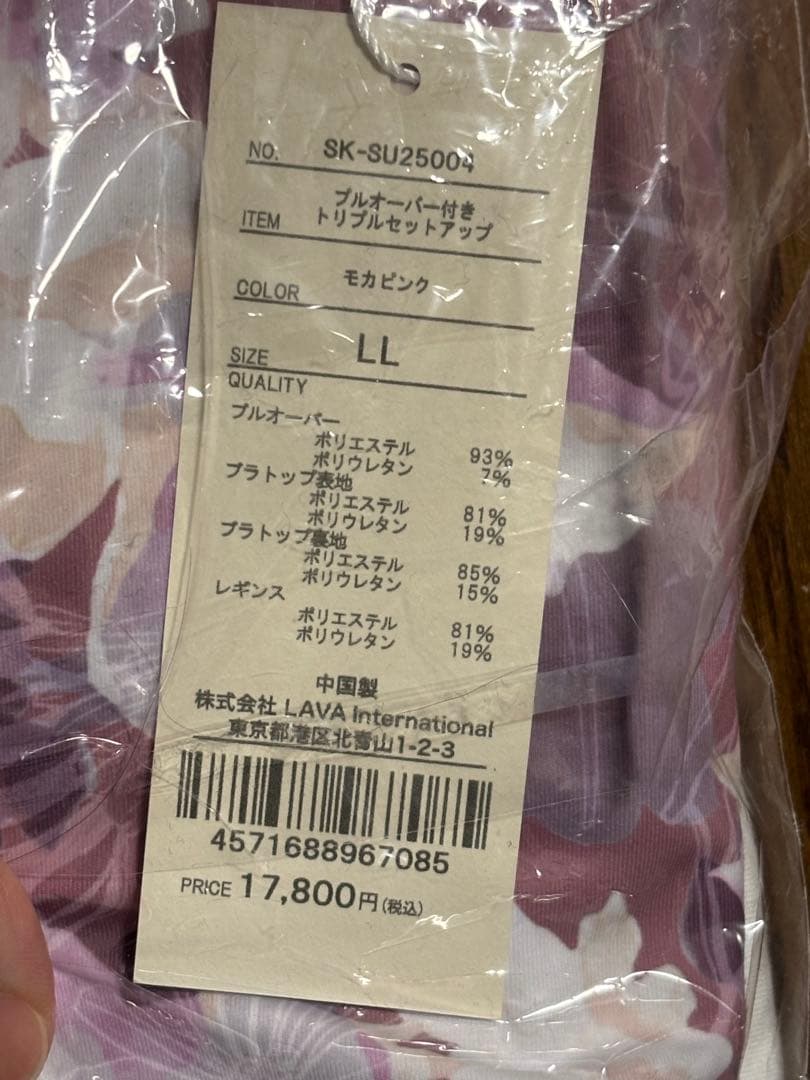 NO. SK-SU25004
ITEM プルオーバー付き
トリプルセットアップ
COLOR モカピンク
SIZE LL
QUALITY
プルオーバー
ポリエステル 93%
ポリウレタン 7%
ブラトップ表地
ポリエステル 81%
ポリウレタン 19%
ブラトップ裏地
ポリエステル 85%
ポリウレタン 15%
レギンス
ポリエステル 81%
ポリウレタン 19%
中国製
株式会社 LAVA International
東京都港区北青山1-2-3
4571688967085
PRICE 17,800円(税込)